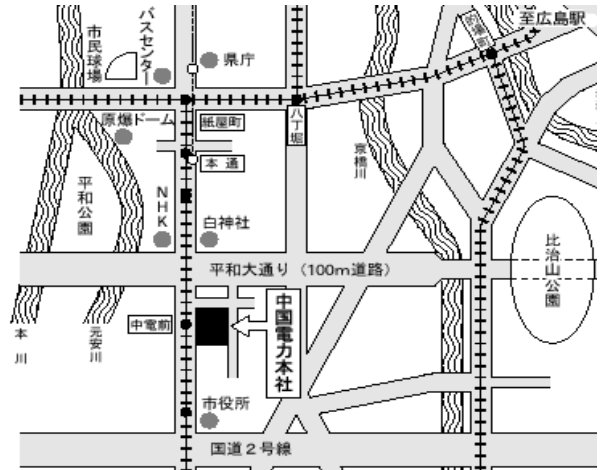 至広島駅
的場町
市民球場
バスセンター
県庁
原爆ドーム
紙屋町
八丁堀
本通
京橋川
平和公園
NHK
白神社
比治山公園
平和大通り（100m道路）
中電前
中国電力本社
本川
元安川
市役所
国道２号線